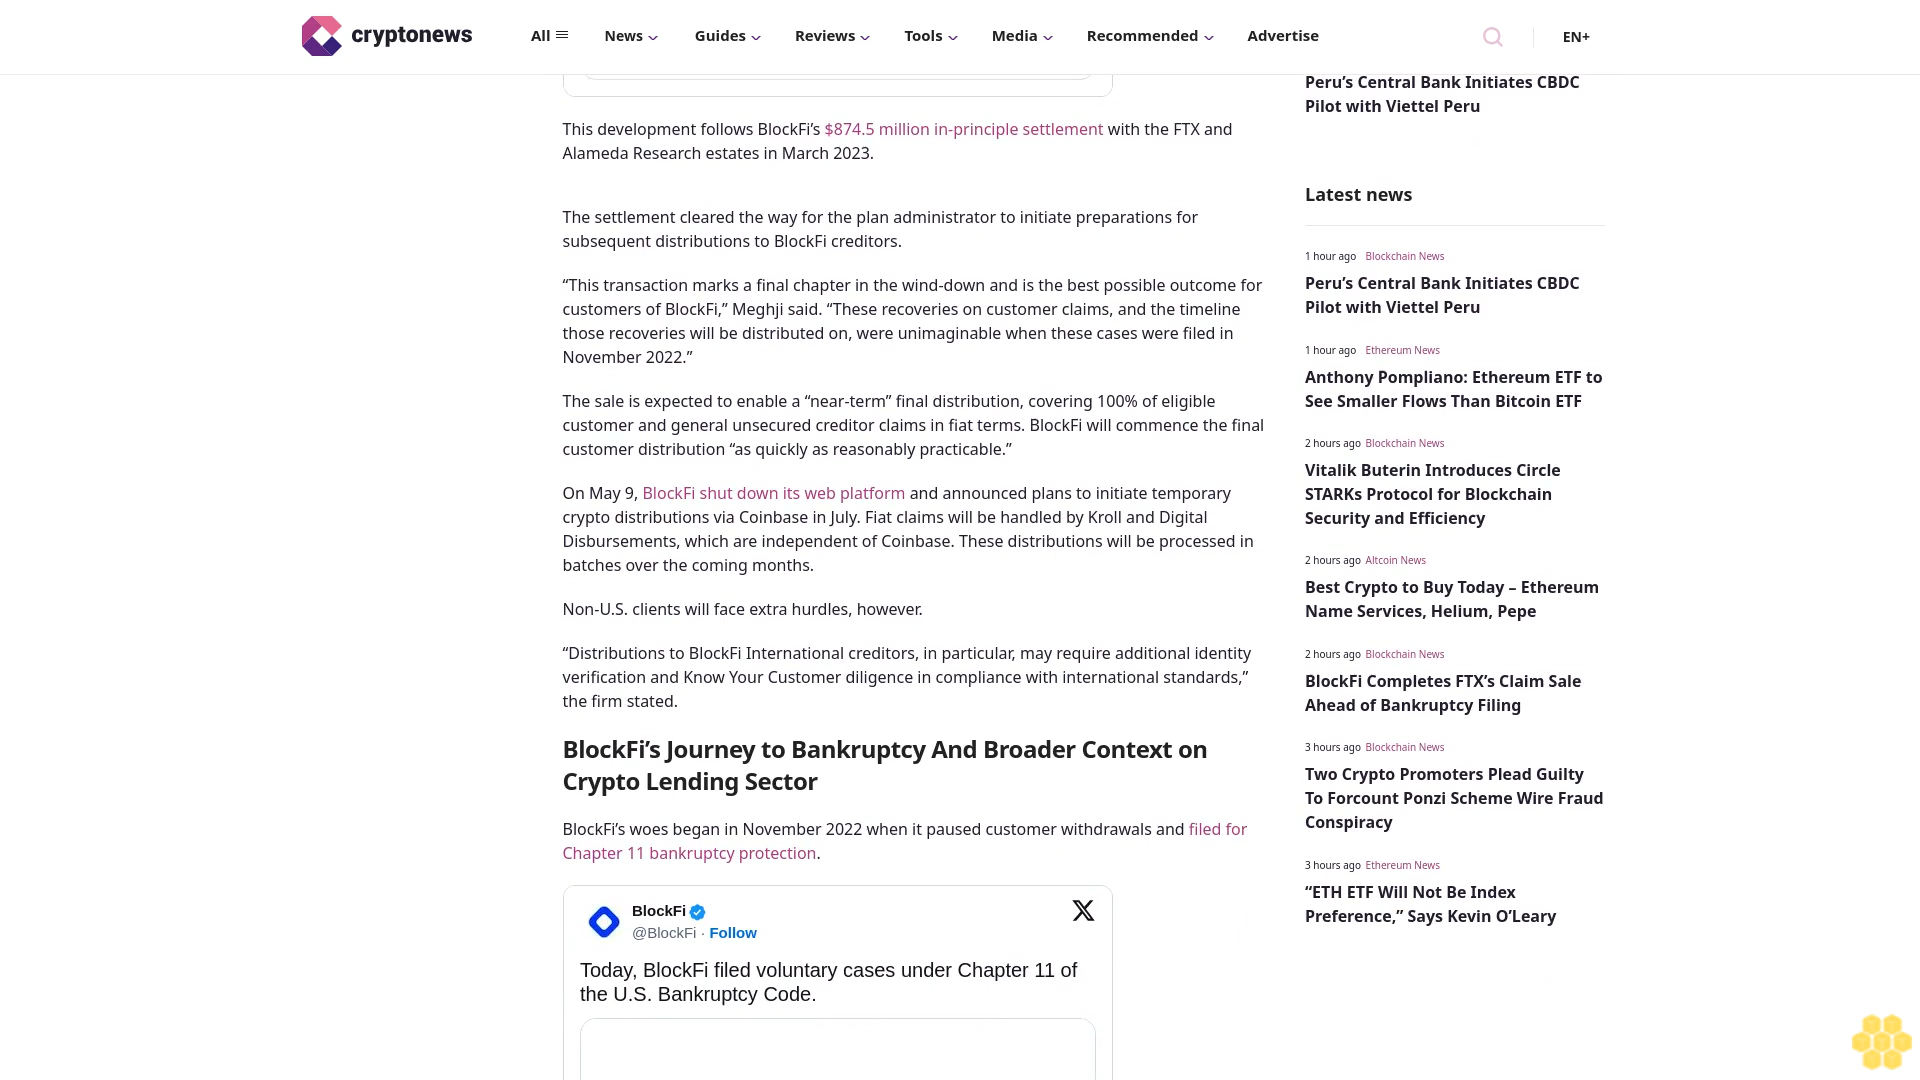 cryptonews
All
News
Guides
Reviews
Tools
Media
Recommended
Advertise
EN+
This development follows BlockFi’s $874.5 million in-principle settlement with the FTX and
Alameda Research estates in March 2023.
The settlement cleared the way for the plan administrator to initiate preparations for
subsequent distributions to BlockFi creditors.
“This transaction marks a final chapter in the wind-down and is the best possible outcome for
customers of BlockFi,” Meghji said. “These recoveries on customer claims, and the timeline
those recoveries will be distributed on, were unimaginable when these cases were filed in
November 2022.”
The sale is expected to enable a “near-term” final distribution, covering 100% of eligible
customer and general unsecured creditor claims in fiat terms. BlockFi will commence the final
customer distribution “as quickly as reasonably practicable.”
On May 9, BlockFi shut down its web platform and announced plans to initiate temporary
crypto distributions via Coinbase in July. Fiat claims will be handled by Kroll and Digital
Disbursements, which are independent of Coinbase. These distributions will be processed in
batches over the coming months.
Non-U.S. clients will face extra hurdles, however.
“Distributions to BlockFi International creditors, in particular, may require additional identity
verification and Know Your Customer diligence in compliance with international standards,”
the firm stated.
BlockFi’s Journey to Bankruptcy And Broader Context on
Crypto Lending Sector
BlockFi’s woes began in November 2022 when it paused customer withdrawals and filed for
Chapter 11 bankruptcy protection.
BlockFi
@BlockFi · Follow
Today, BlockFi filed voluntary cases under Chapter 11 of
the U.S. Bankruptcy Code.
Peru’s Central Bank Initiates CBDC
Pilot with Viettel Peru
Latest news
1 hour ago Blockchain News
Peru’s Central Bank Initiates CBDC
Pilot with Viettel Peru
1 hour ago Ethereum News
Anthony Pompliano: Ethereum ETF to
See Smaller Flows Than Bitcoin ETF
2 hours ago Blockchain News
Vitalik Buterin Introduces Circle
STARKs Protocol for Blockchain
Security and Efficiency
2 hours ago Altcoin News
Best Crypto to Buy Today – Ethereum
Name Services, Helium, Pepe
2 hours ago Blockchain News
BlockFi Completes FTX’s Claim Sale
Ahead of Bankruptcy Filing
3 hours ago Blockchain News
Two Crypto Promoters Plead Guilty
To Forcount Ponzi Scheme Wire Fraud
Conspiracy
3 hours ago Ethereum News
“ETH ETF Will Not Be Index
Preference,” Says Kevin O’Leary